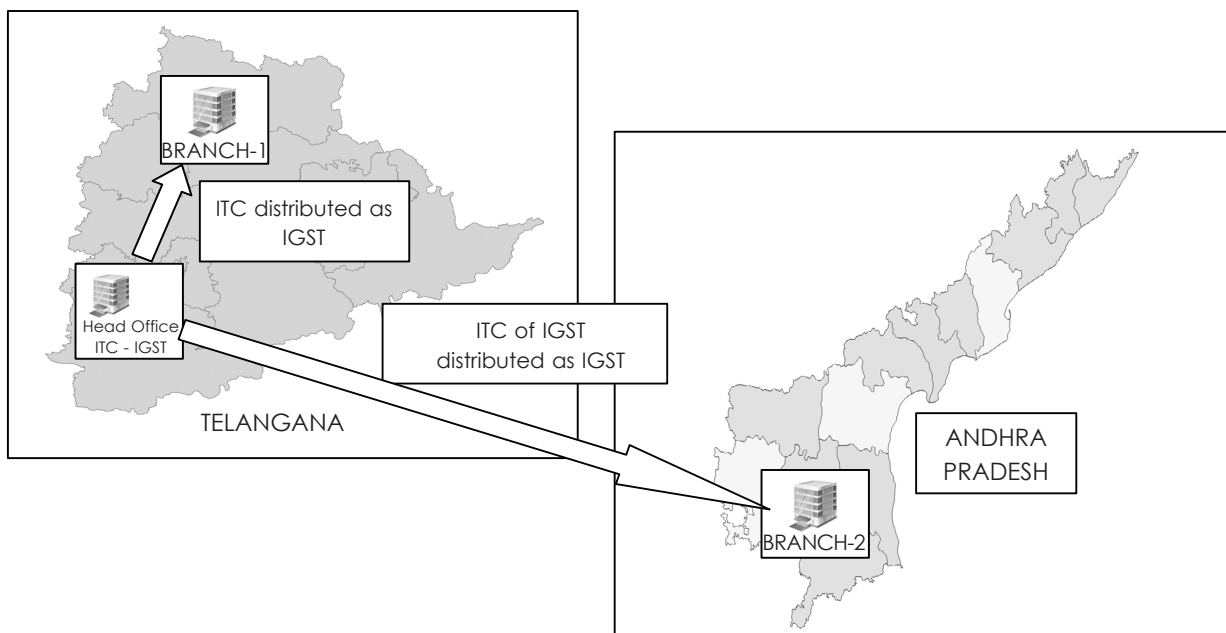 BRANCH-1
ITC distributed as
IGST
Head Office
ITC - IGST
ITC of IGST
distributed as IGST
TELANGANA
ANDHRA
PRADESH
BRANCH-2